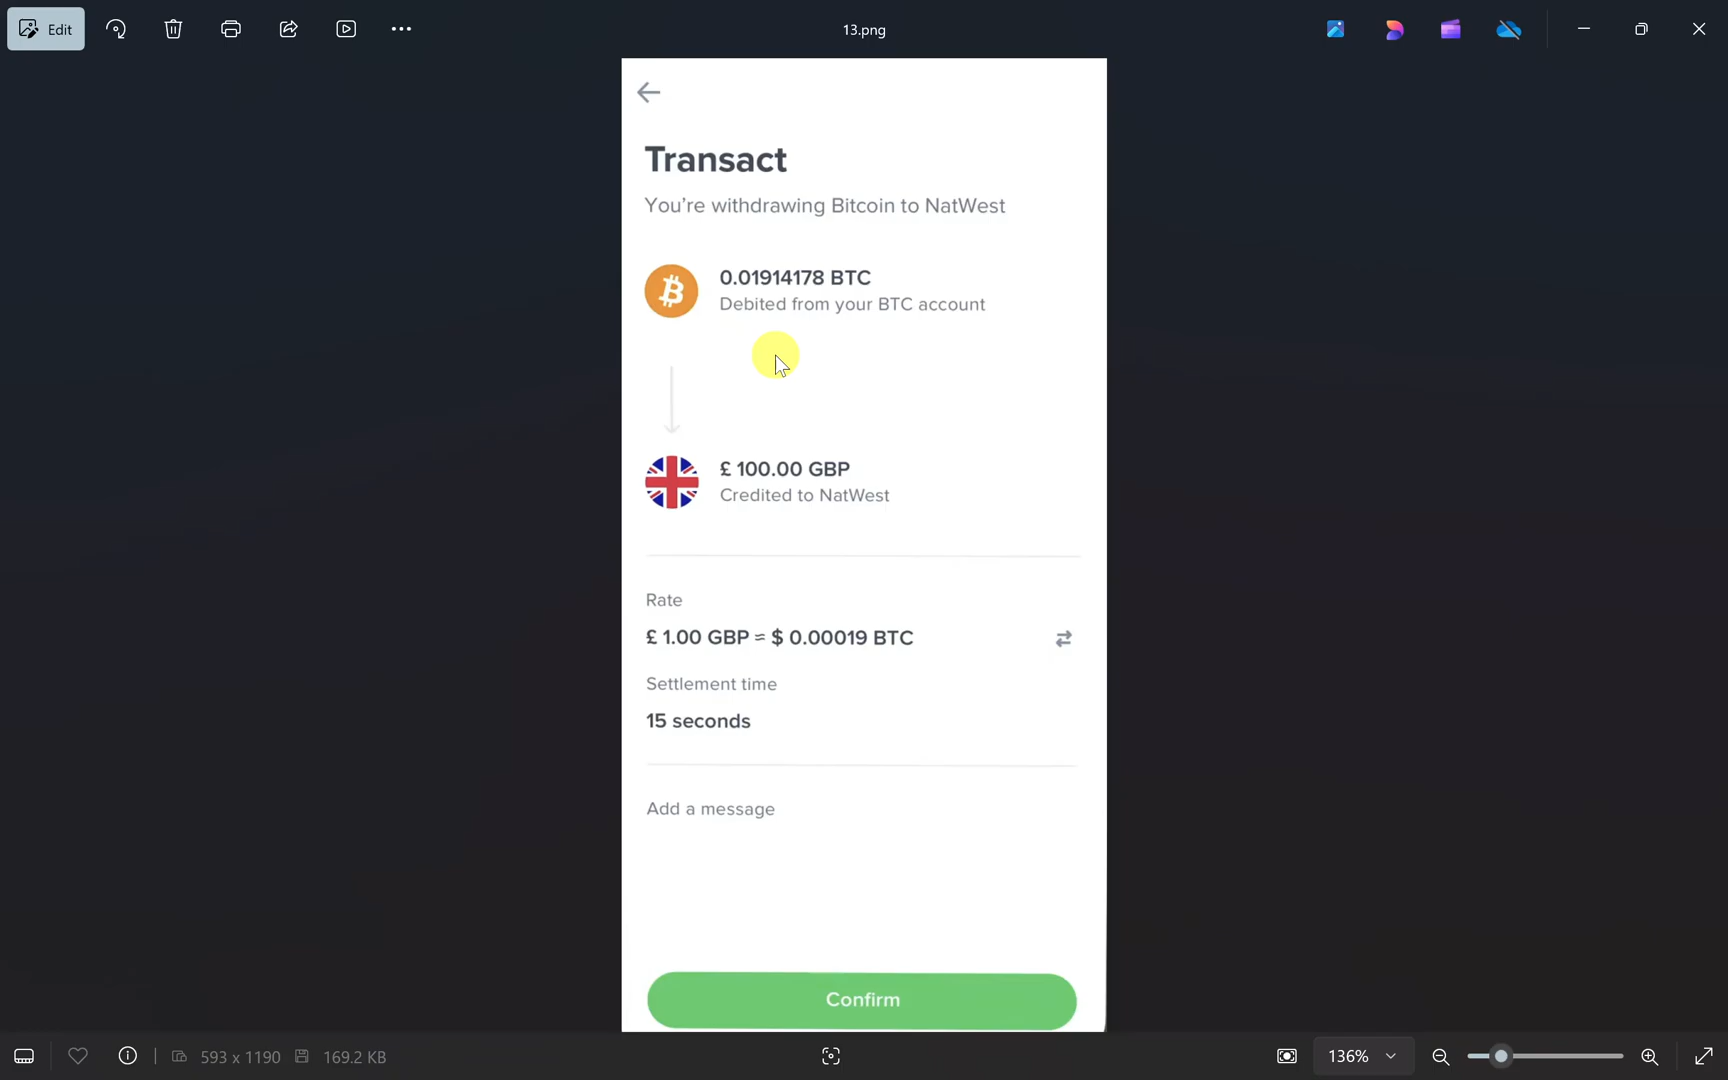 Edit
13.png
Transact
You're withdrawing Bitcoin to NatWest
0.01914178 BTC
Debited from your BTC account
£ 100.00 GBP
Credited to NatWest
Rate
£ 1.00 GBP ≈ $ 0.00019 BTC
Settlement time
15 seconds
Add a message
Confirm
593 x 1190 169.2 KB 136%